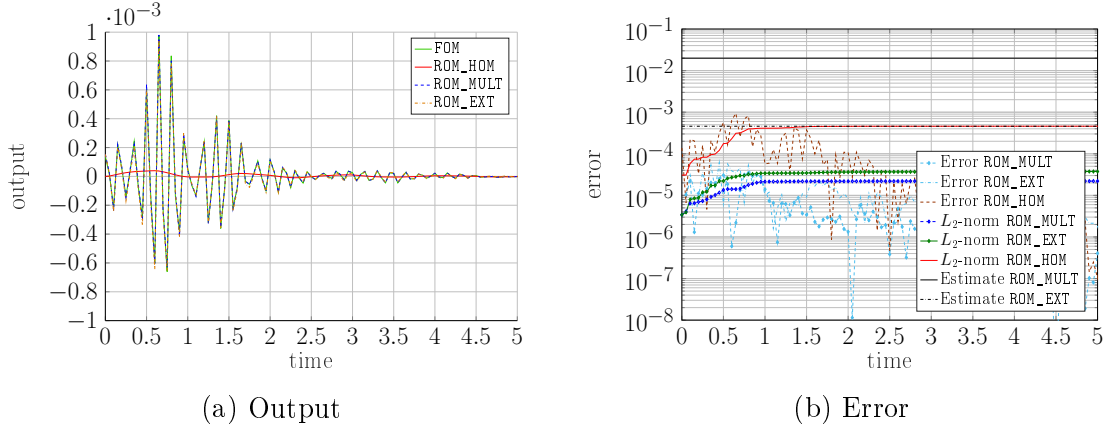 ·10⁻³
1
0.8
0.6
0.4
0.2
0
−0.2
−0.4
−0.6
−0.8
−1
output
0 0.5 1 1.5 2 2.5 3 3.5 4 4.5 5
time
FOM
ROM_HOM
ROM_MULT
ROM_EXT
(a) Output
10⁻¹
10⁻²
10⁻³
10⁻⁴
10⁻⁵
10⁻⁶
10⁻⁷
10⁻⁸
error
0 0.5 1 1.5 2 2.5 3 3.5 4 4.5 5
time
Error ROM_MULT
Error ROM_EXT
Error ROM_HOM
L₂-norm ROM_MULT
L₂-norm ROM_EXT
L₂-norm ROM_HOM
Estimate ROM_MULT
Estimate ROM_EXT
(b) Error